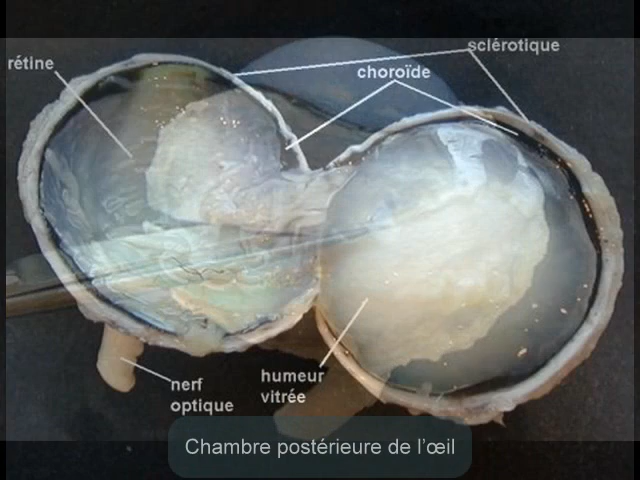 sclérotique
rétine
choroïde
nerf
optique
humeur
vitrée
Chambre postérieure de l’œil